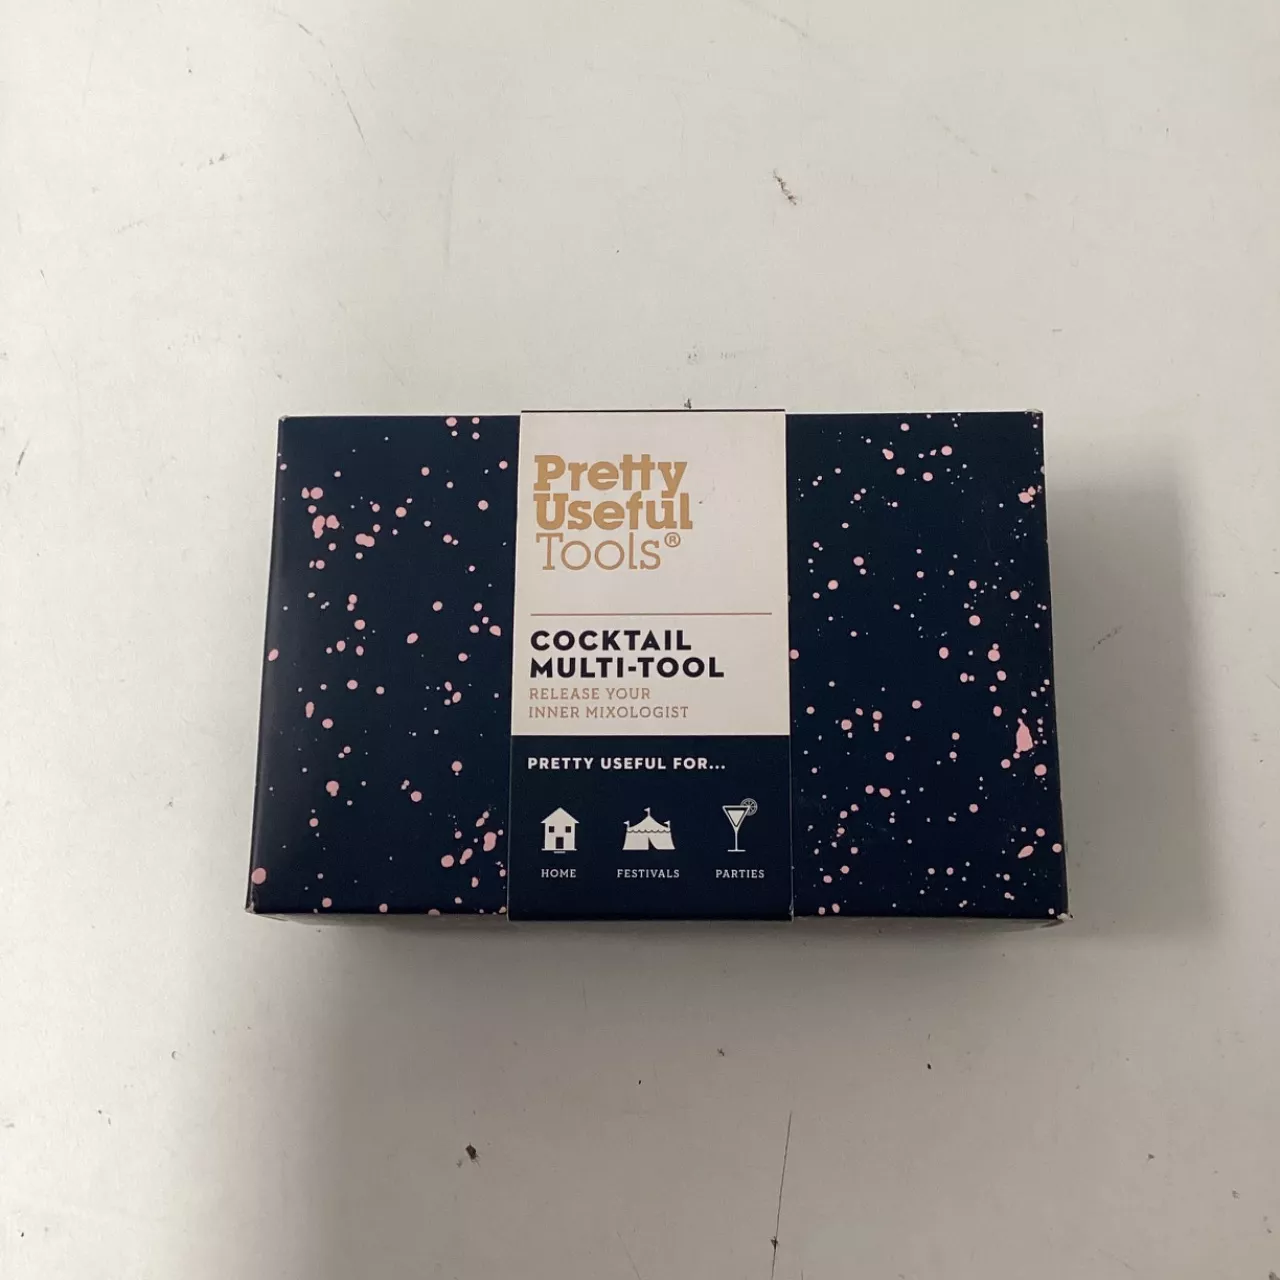 Pretty
Useful
Tools®
COCKTAIL
MULTI-TOOL
RELEASE YOUR
INNER MIXOLOGIST
PRETTY USEFUL FOR...
HOME FESTIVALS PARTIES